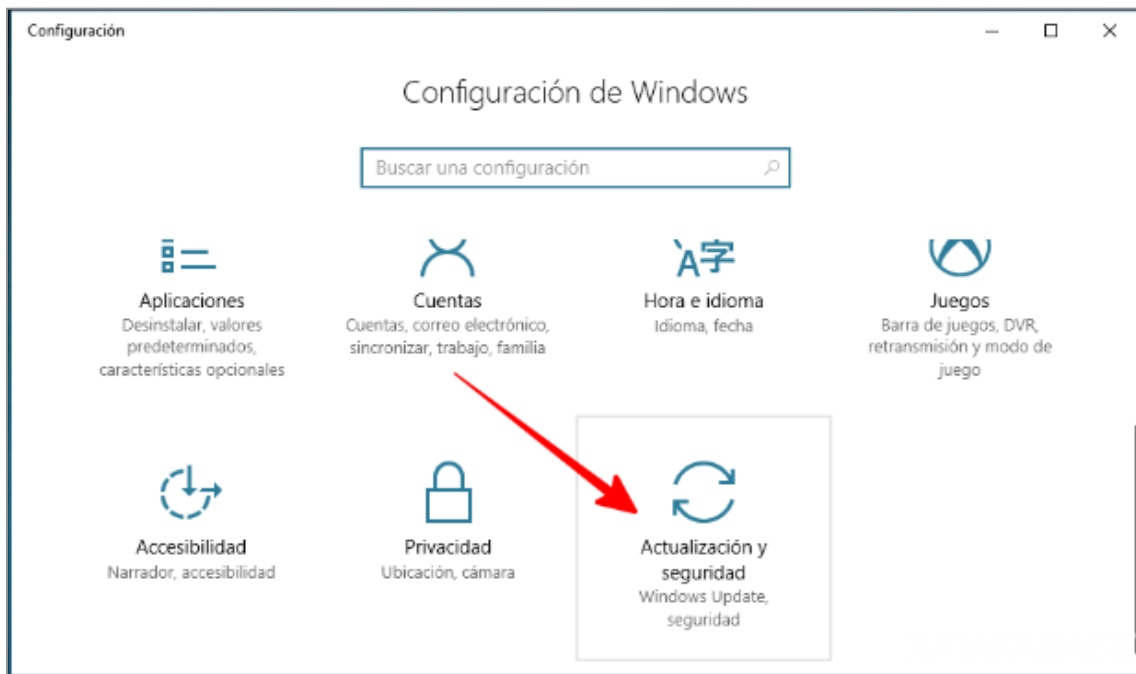 Configuración
Configuración de Windows
Buscar una configuración
Aplicaciones
Desinstalar, valores
predeterminados,
características opcionales
Cuentas
Cuentas, correo electrónico,
sincronizar, trabajo, familia
A字
Hora e idioma
Idioma, fecha
Juegos
Barra de juegos, DVR,
retransmisión y modo de
juego
Accesibilidad
Narrador, accesibilidad
Privacidad
Ubicación, cámara
Actualización y
seguridad
Windows Update,
seguridad